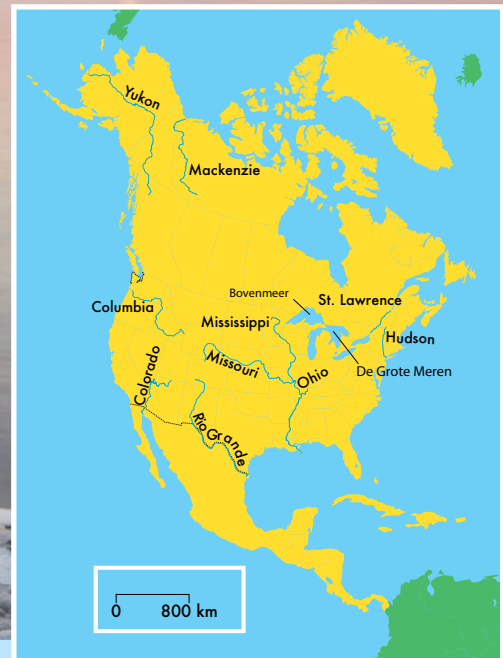 Yukon
Mackenzie
Bovenmeer
St. Lawrence
Columbia
Mississippi
Hudson
Missouri
De Grote Meren
Ohio
Colorado
Rio Grande
0 800 km